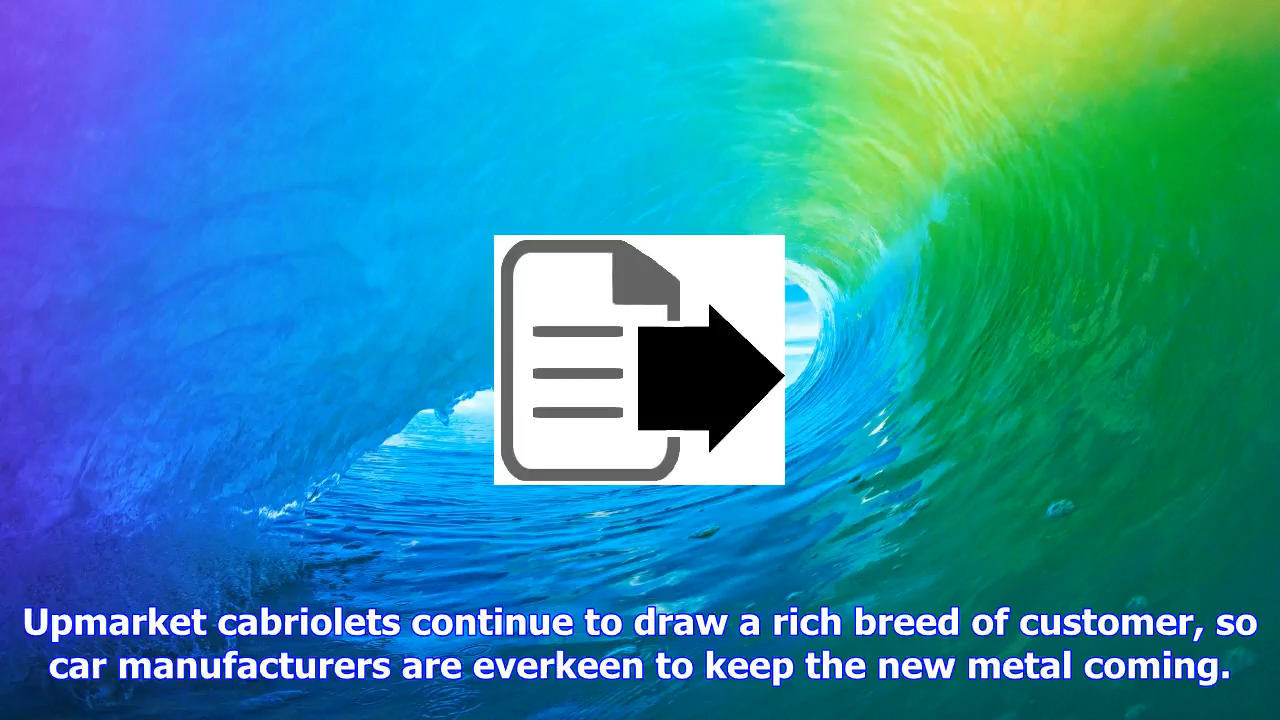 Upmarket cabriolets continue to draw a rich breed of customer, so
car manufacturers are everkeen to keep the new metal coming.